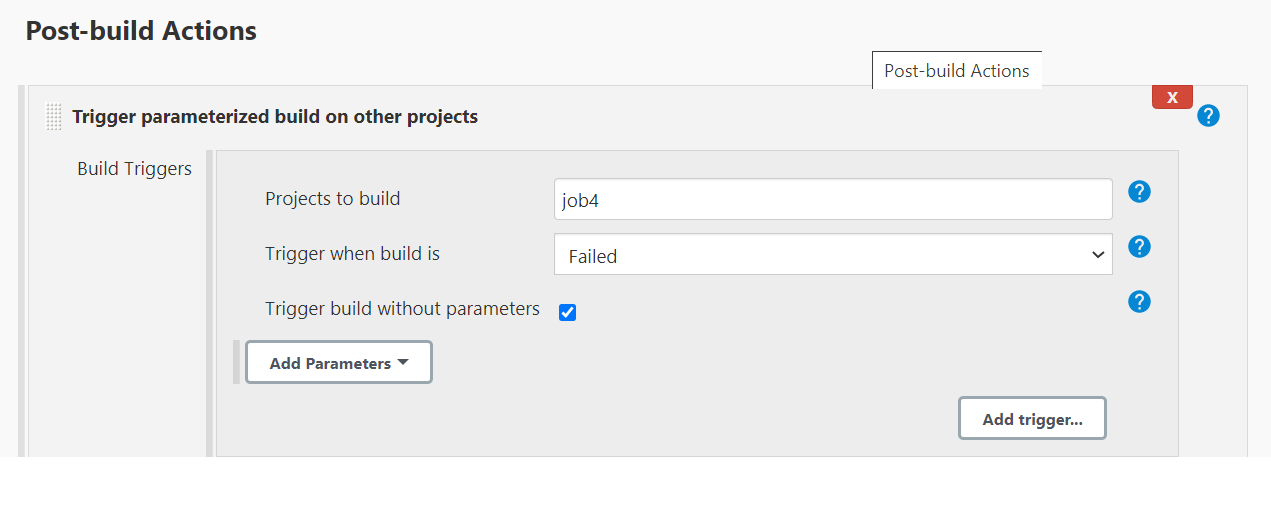 Post-build Actions
Post-build Actions
X
Trigger parameterized build on other projects
?
Build Triggers
Projects to build
job4
?
Trigger when build is
Failed
?
Trigger build without parameters
?
Add Parameters
Add trigger...